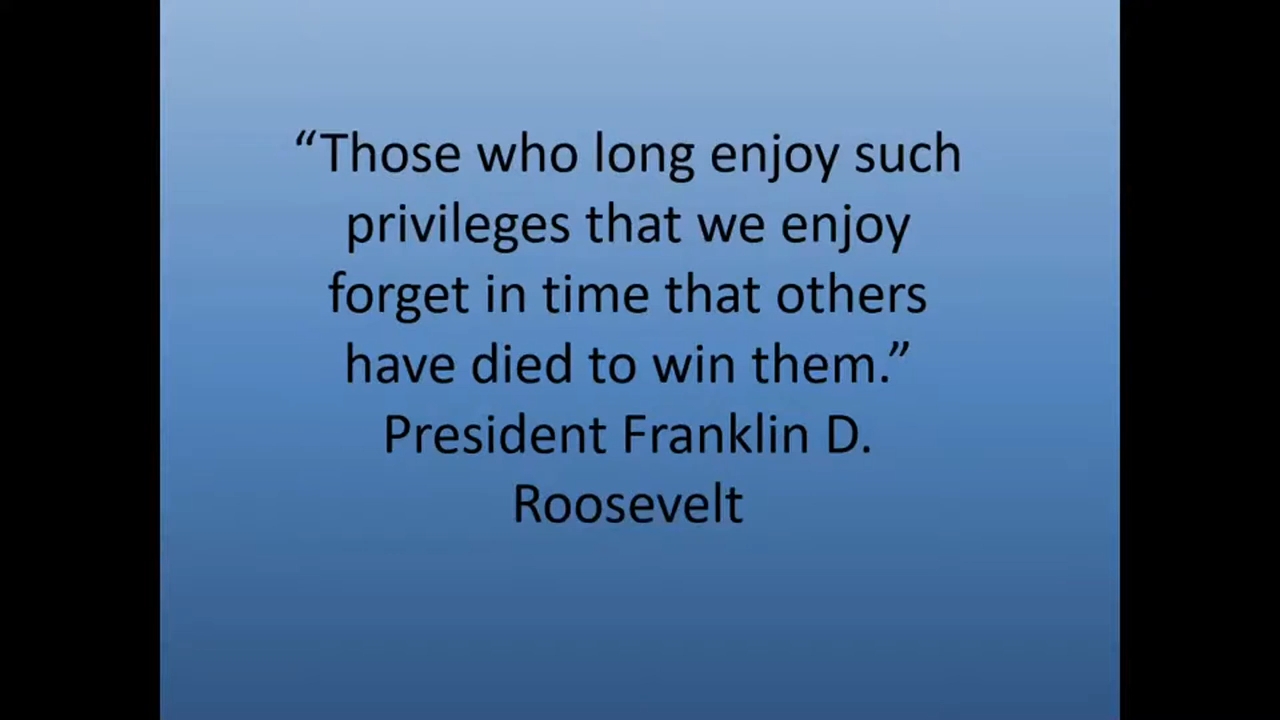 “Those who long enjoy such
privileges that we enjoy
forget in time that others
have died to win them.”
President Franklin D.
Roosevelt